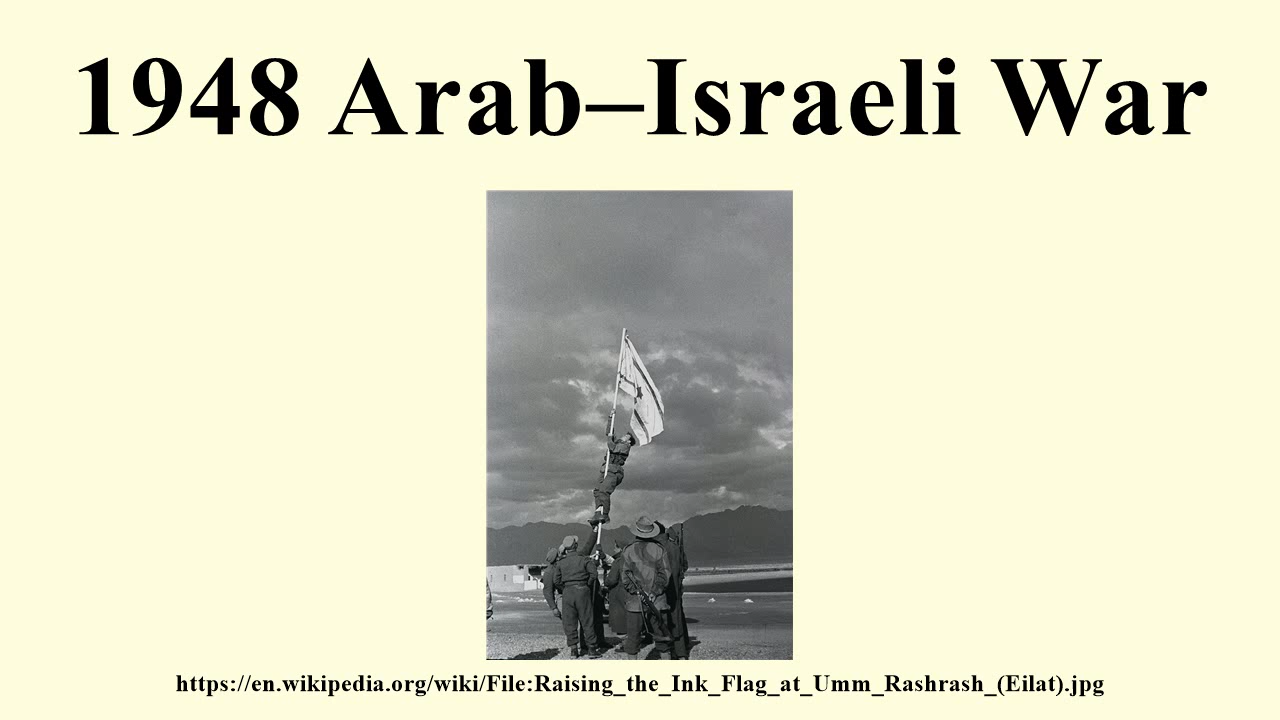 1948 Arab–Israeli War
https://en.wikipedia.org/wiki/File:Raising_the_Ink_Flag_at_Umm_Rashrash_(Eilat).jpg